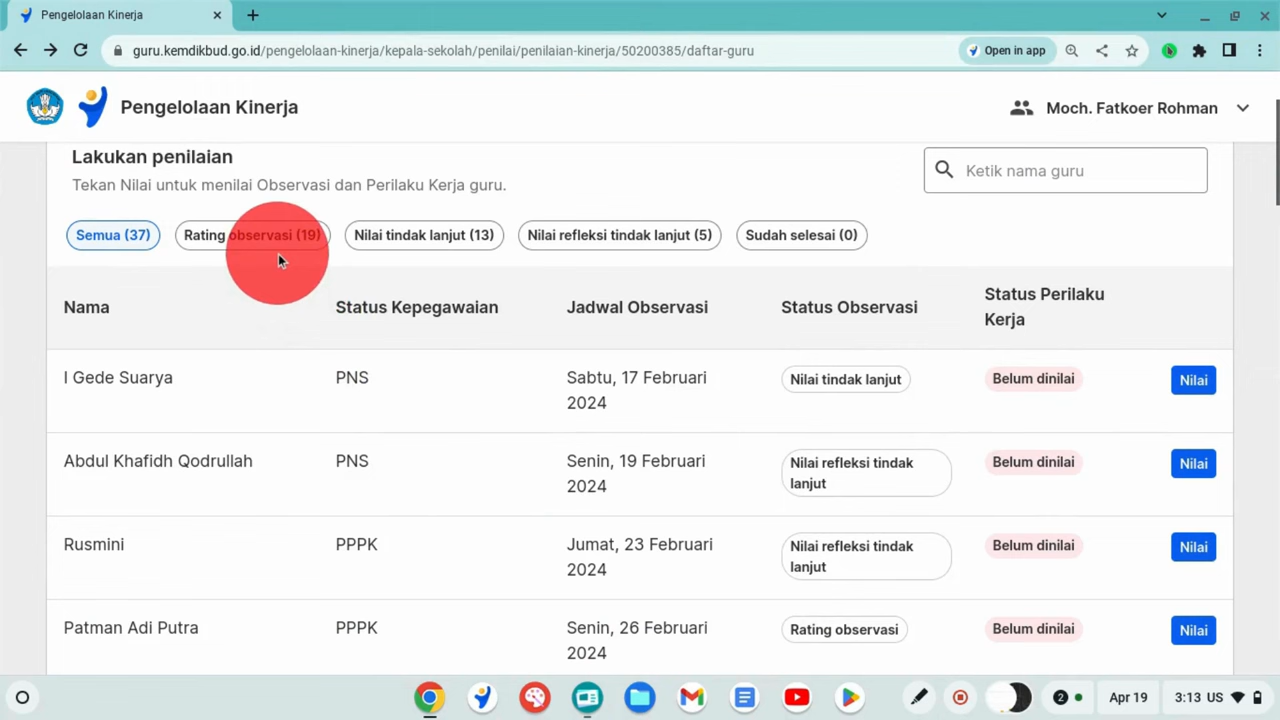 Pengelolaan Kinerja
guru.kemdikbud.go.id/pengelolaan-kinerja/kepala-sekolah/penilai/penilaian-kinerja/50200385/daftar-guru
Open in app
Pengelolaan Kinerja
Moch. Fatkoer Rohman
Lakukan penilaian
Tekan Nilai untuk menilai Observasi dan Perilaku Kerja guru.
Ketik nama guru
Semua (37)
Rating observasi (19)
Nilai tindak lanjut (13)
Nilai refleksi tindak lanjut (5)
Sudah selesai (0)
Nama
Status Kepegawaian
Jadwal Observasi
Status Observasi
Status Perilaku
Kerja
I Gede Suarya
PNS
Sabtu, 17 Februari
2024
Nilai tindak lanjut
Belum dinilai
Nilai
Abdul Khafidh Qodrullah
PNS
Senin, 19 Februari
2024
Nilai refleksi tindak
lanjut
Belum dinilai
Nilai
Rusmini
PPPK
Jumat, 23 Februari
2024
Nilai refleksi tindak
lanjut
Belum dinilai
Nilai
Patman Adi Putra
PPPK
Senin, 26 Februari
2024
Rating observasi
Belum dinilai
Nilai
2
Apr 19
3:13 US